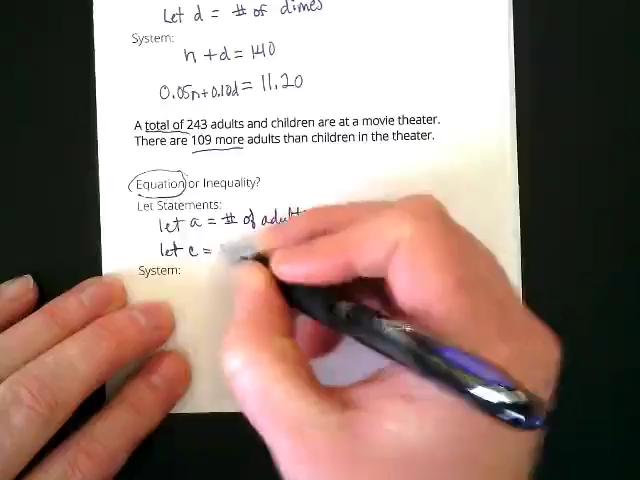 Let d = # of dimes
System:
n + d = 140
0.05n+0.10d = 11.20
A total of 243 adults and children are at a movie theater.
There are 109 more adults than children in the theater.
Equation or Inequality?
Let Statements:
let a = # of adults
let c =
System: